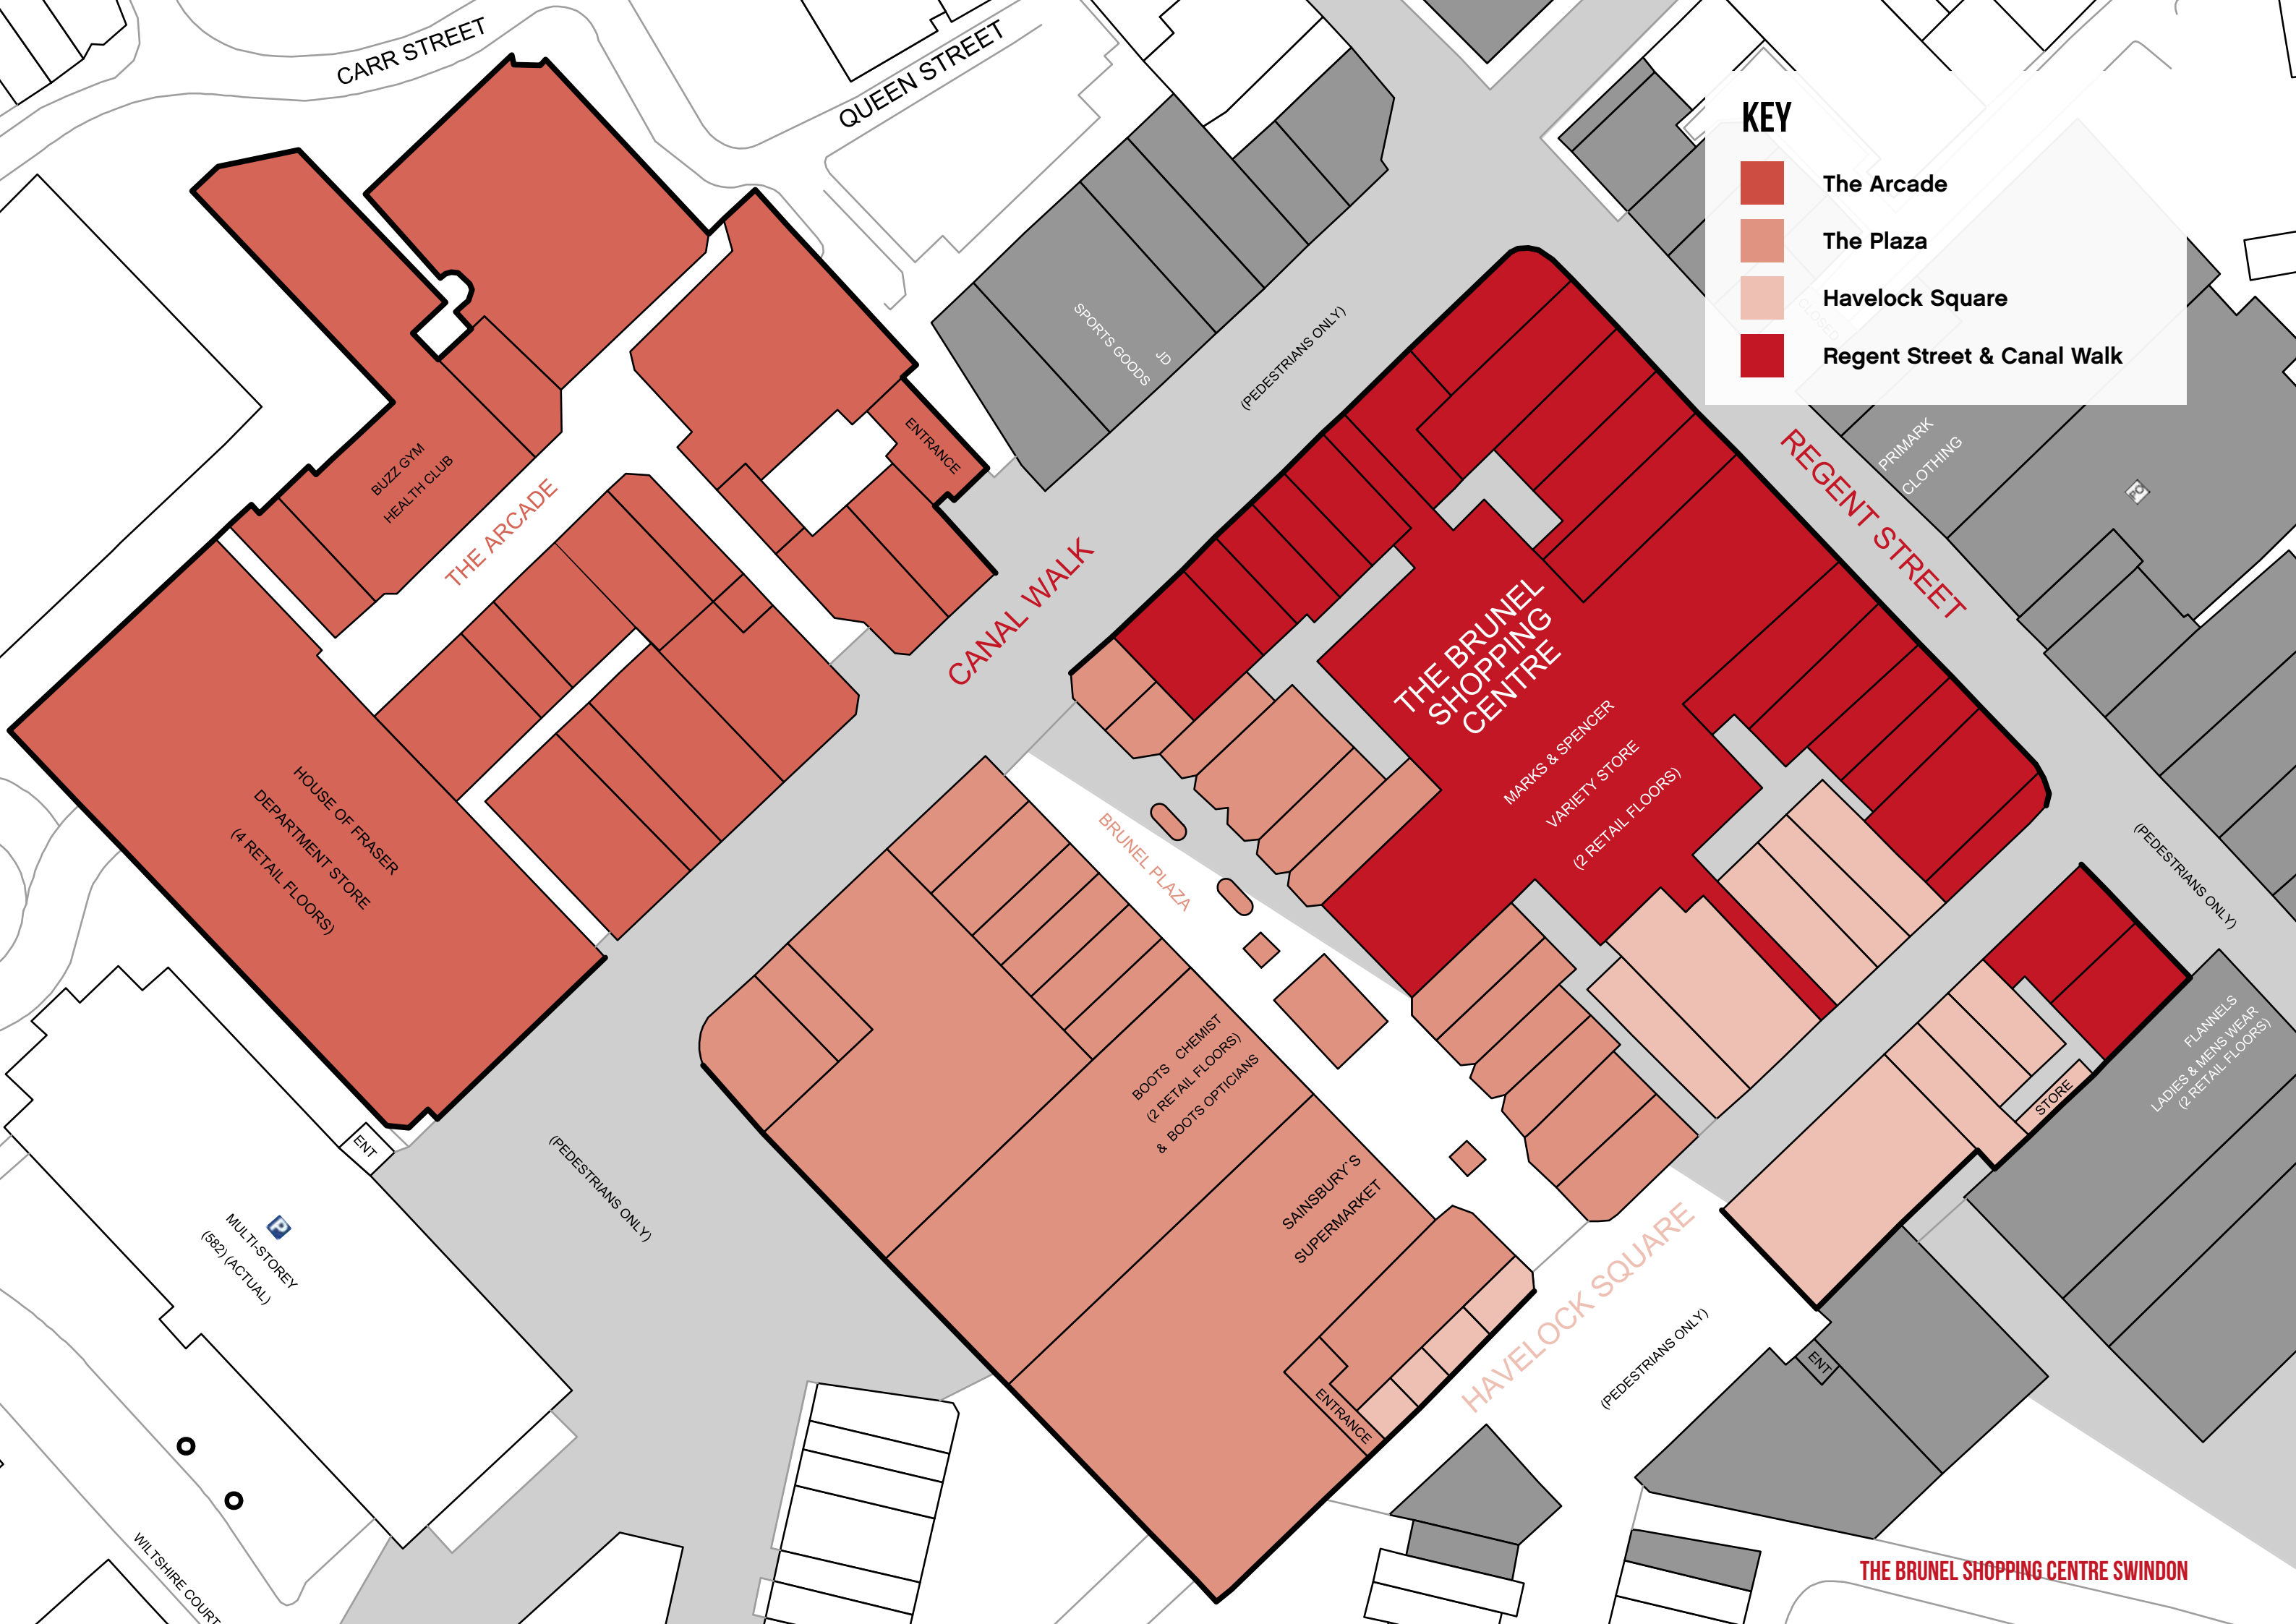 CARR STREET
QUEEN STREET
KEY
The Arcade
The Plaza
Havelock Square
Regent Street & Canal Walk
JD
SPORTS GOODS
(PEDESTRIANS ONLY)
ENTRANCE
BUZZ GYM
HEALTH CLUB
THE ARCADE
CANAL WALK
PRIMARK
CLOTHING
REGENT STREET
THE BRUNEL
SHOPPING
CENTRE
MARKS & SPENCER
VARIETY STORE
(2 RETAIL FLOORS)
HOUSE OF FRASER
DEPARTMENT STORE
(4 RETAIL FLOORS)
BRUNEL PLAZA
(PEDESTRIANS ONLY)
FLANNELS
LADIES & MENS WEAR
(2 RETAIL FLOORS)
STORE
BOOTS CHEMIST
(2 RETAIL FLOORS)
& BOOTS OPTICIANS
ENT
(PEDESTRIANS ONLY)
SAINSBURY`S
SUPERMARKET
P
MULTI-STOREY
(582) (ACTUAL)
HAVELOCK SQUARE
(PEDESTRIANS ONLY)
ENT
ENTRANCE
WILTSHIRE COURT
THE BRUNEL SHOPPING CENTRE SWINDON